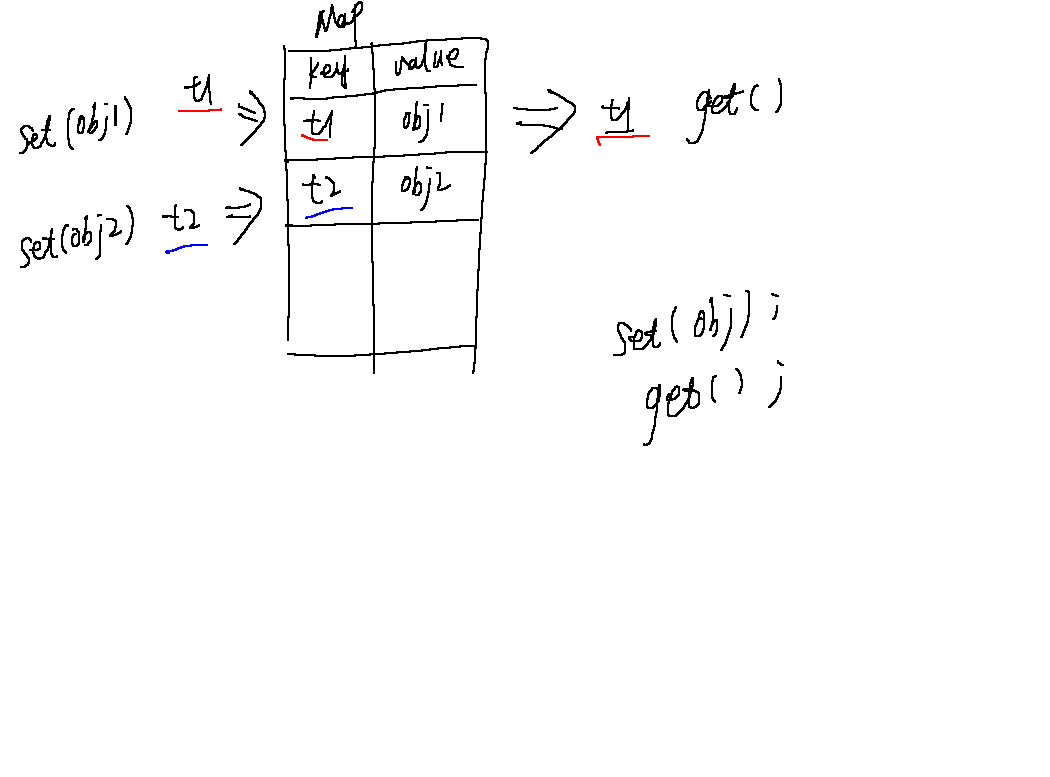 Map
key value
set(obj1) t1 t1 obj1 t1 get()
set(obj2) t2 t2 obj2
set(obj);
get();